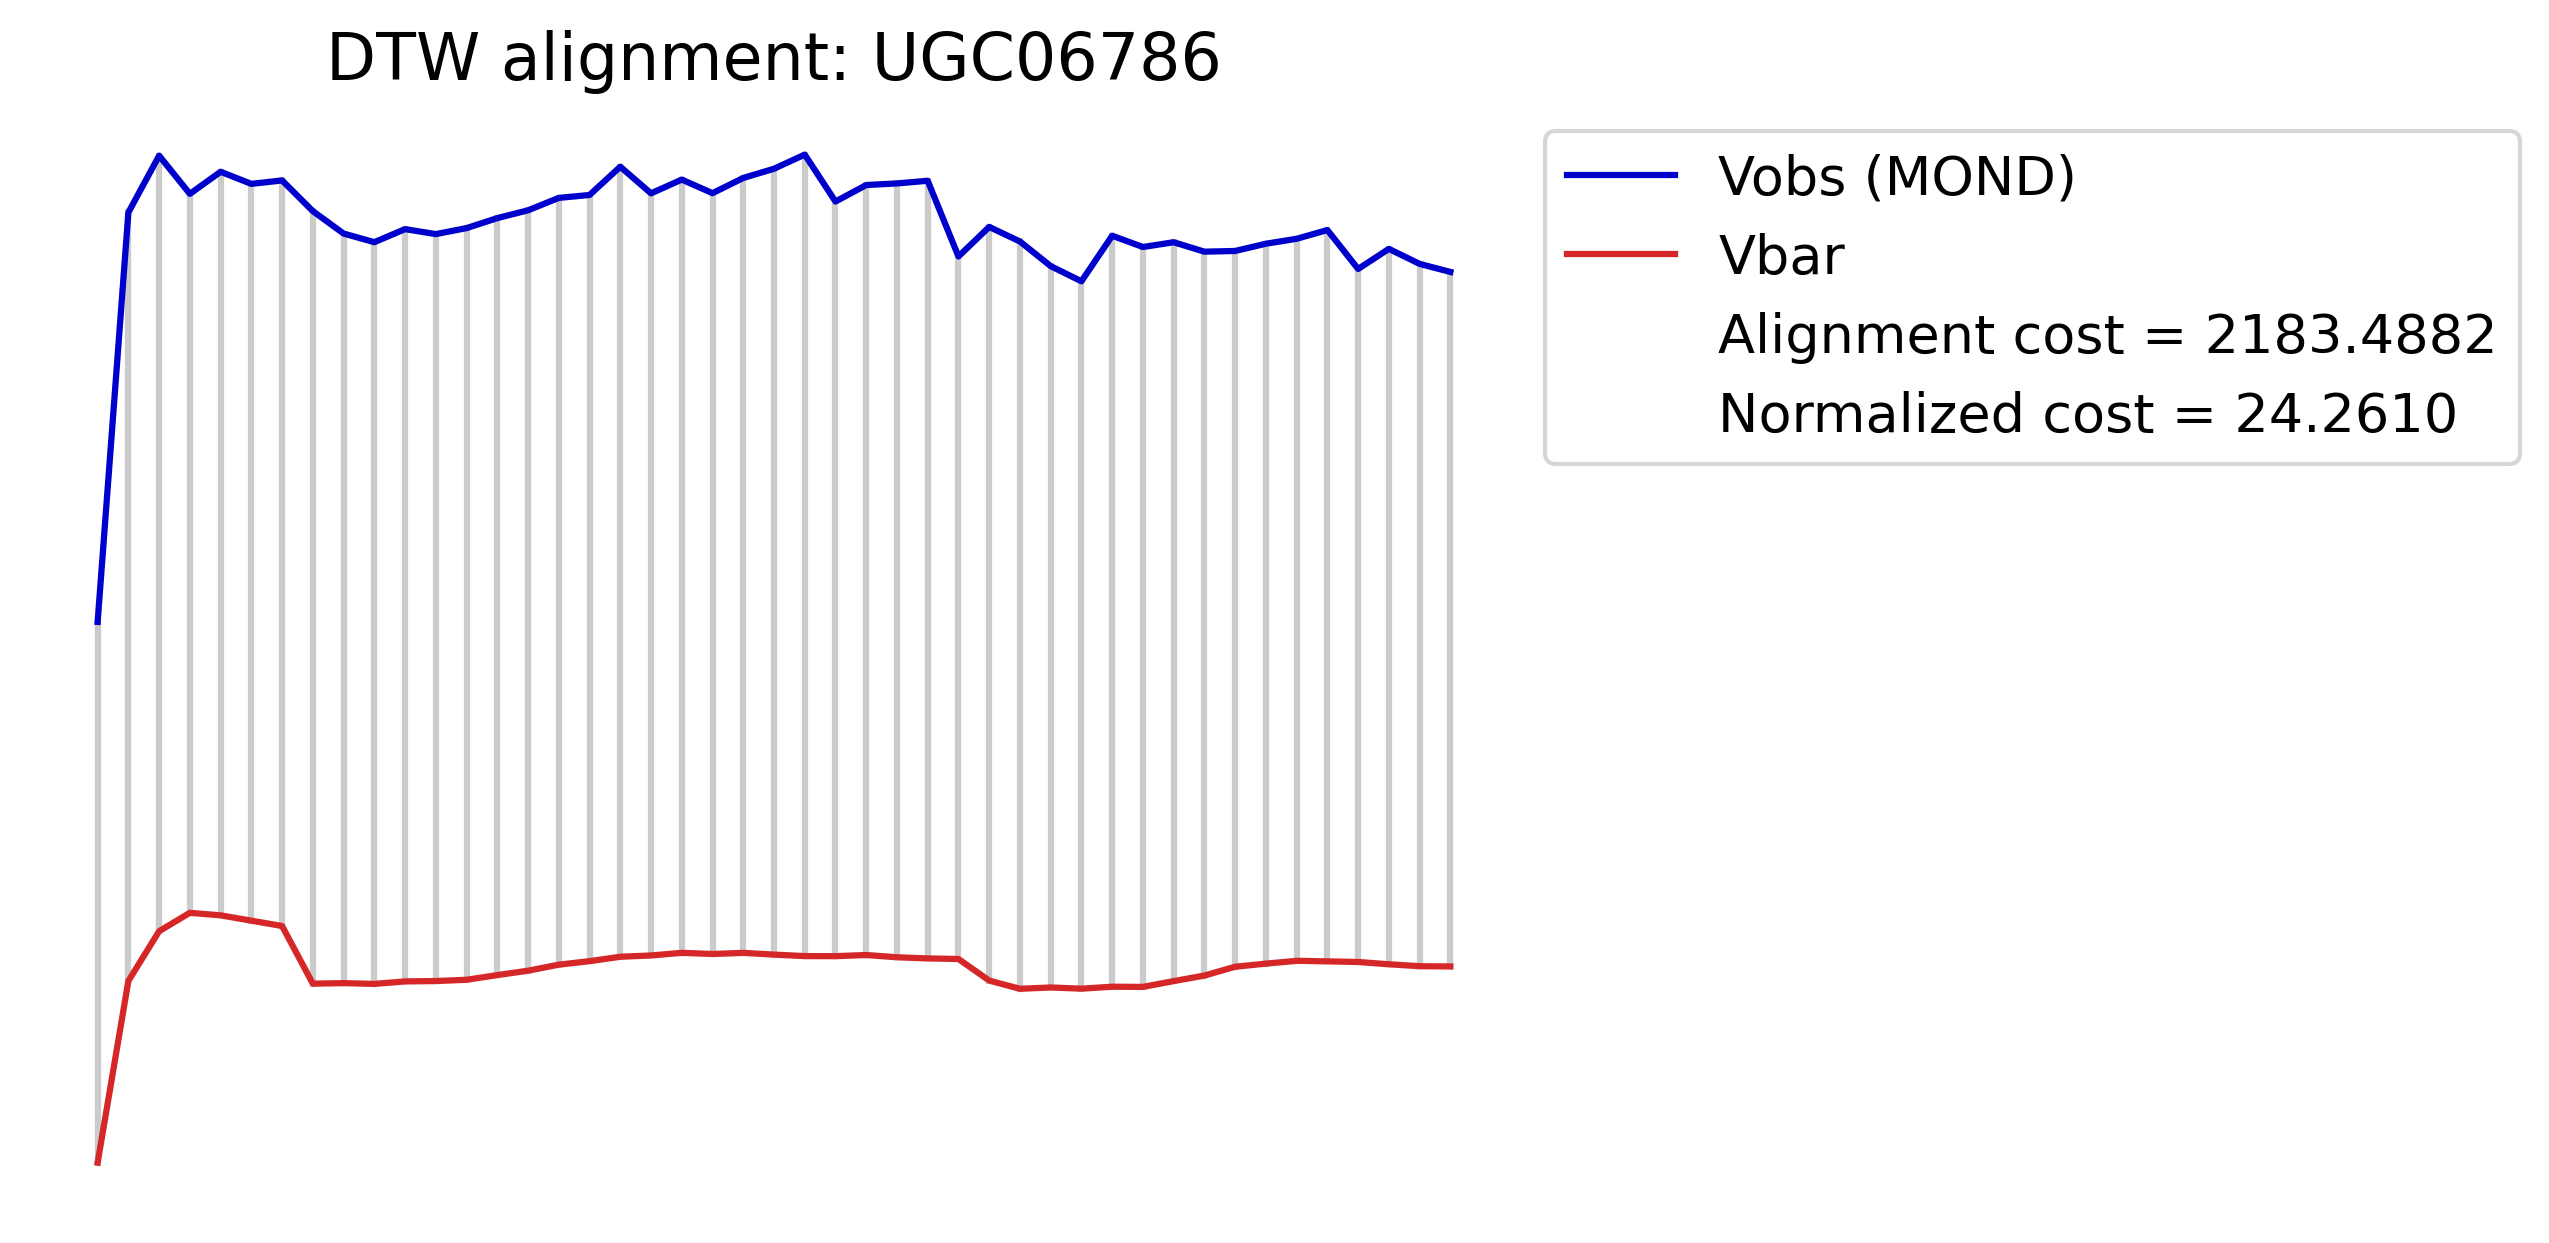 DTW alignment: UGC06786
Vobs (MOND)
Vbar
Alignment cost = 2183.4882
Normalized cost = 24.2610